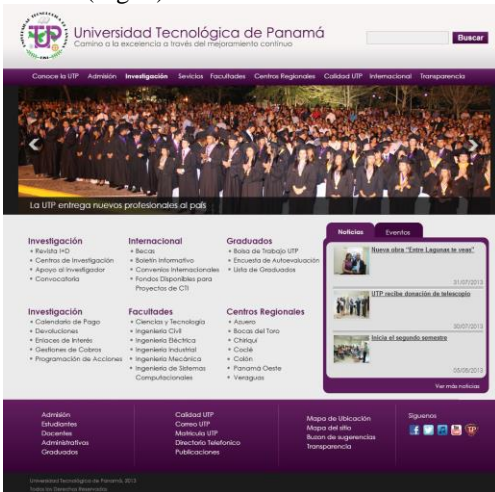 Universidad Tecnológica de Panamá
Camino a la excelencia a través del mejoramiento continuo
Buscar
Conoce la UTP Admisión Investigación Sevicios Facultades Centros Regionales Calidad UTP Internacional Transparencia
La UTP entrega nuevos profesionales al país
Investigación
Revista I+D
Centros de Investigación
Apoyo al Investigador
Convocatoria
Internacional
Becas
Boletín Informativo
Convenios Internacionales
Fondos Disponibles para
Proyectos de CTI
Graduados
Bolsa de Trabajo UTP
Encuesta de Autoevaluación
Lista de Graduados
Noticias Eventos
Nueva obra "Entre Lagunas te veas"
31/07/2013
UTP recibe donación de telescopio
30/07/2013
Inicia el segundo semestre
05/08/2013
Ver más noticias
Investigación
Calendario de Pago
Devoluciones
Enlaces de Interés
Gestiones de Cobros
Programación de Acciones
Facultades
Ciencias y Tecnología
Ingeniería Civil
Ingeniería Eléctrica
Ingeniería Industrial
Ingeniería Mecánica
Ingeniería de Sistemas
Computacionales
Centros Regionales
Azuero
Bocas del Toro
Chiriquí
Coclé
Colón
Panamá Oeste
Veraguas
Admisión
Estudiantes
Docentes
Administrativos
Graduados
Calidad UTP
Correo UTP
Matrícula UTP
Directorio Telefonico
Publicaciones
Mapa de Ubicación
Mapa del sitio
Buzon de sugerencias
Transparencia
Siguenos
Universidad Tecnológica de Panamá, 2013
Todos los Derechos Reservados